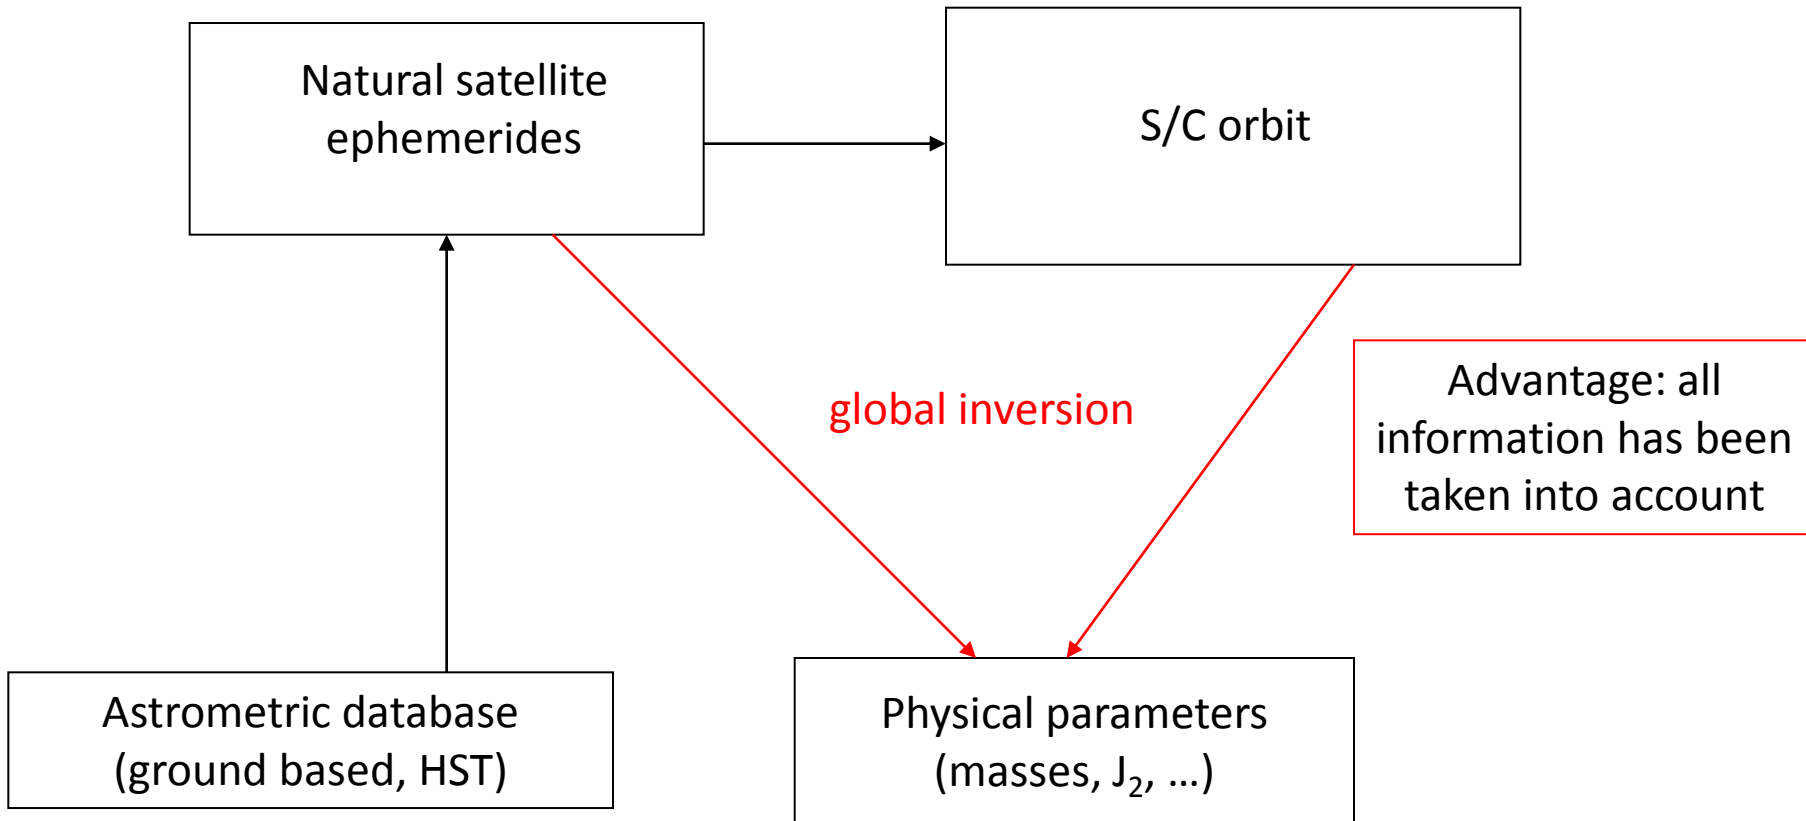 Natural satellite
ephemerides
S/C orbit
global inversion
Advantage: all
information has been
taken into account
Astrometric database
(ground based, HST)
Physical parameters
(masses, J₂, …)